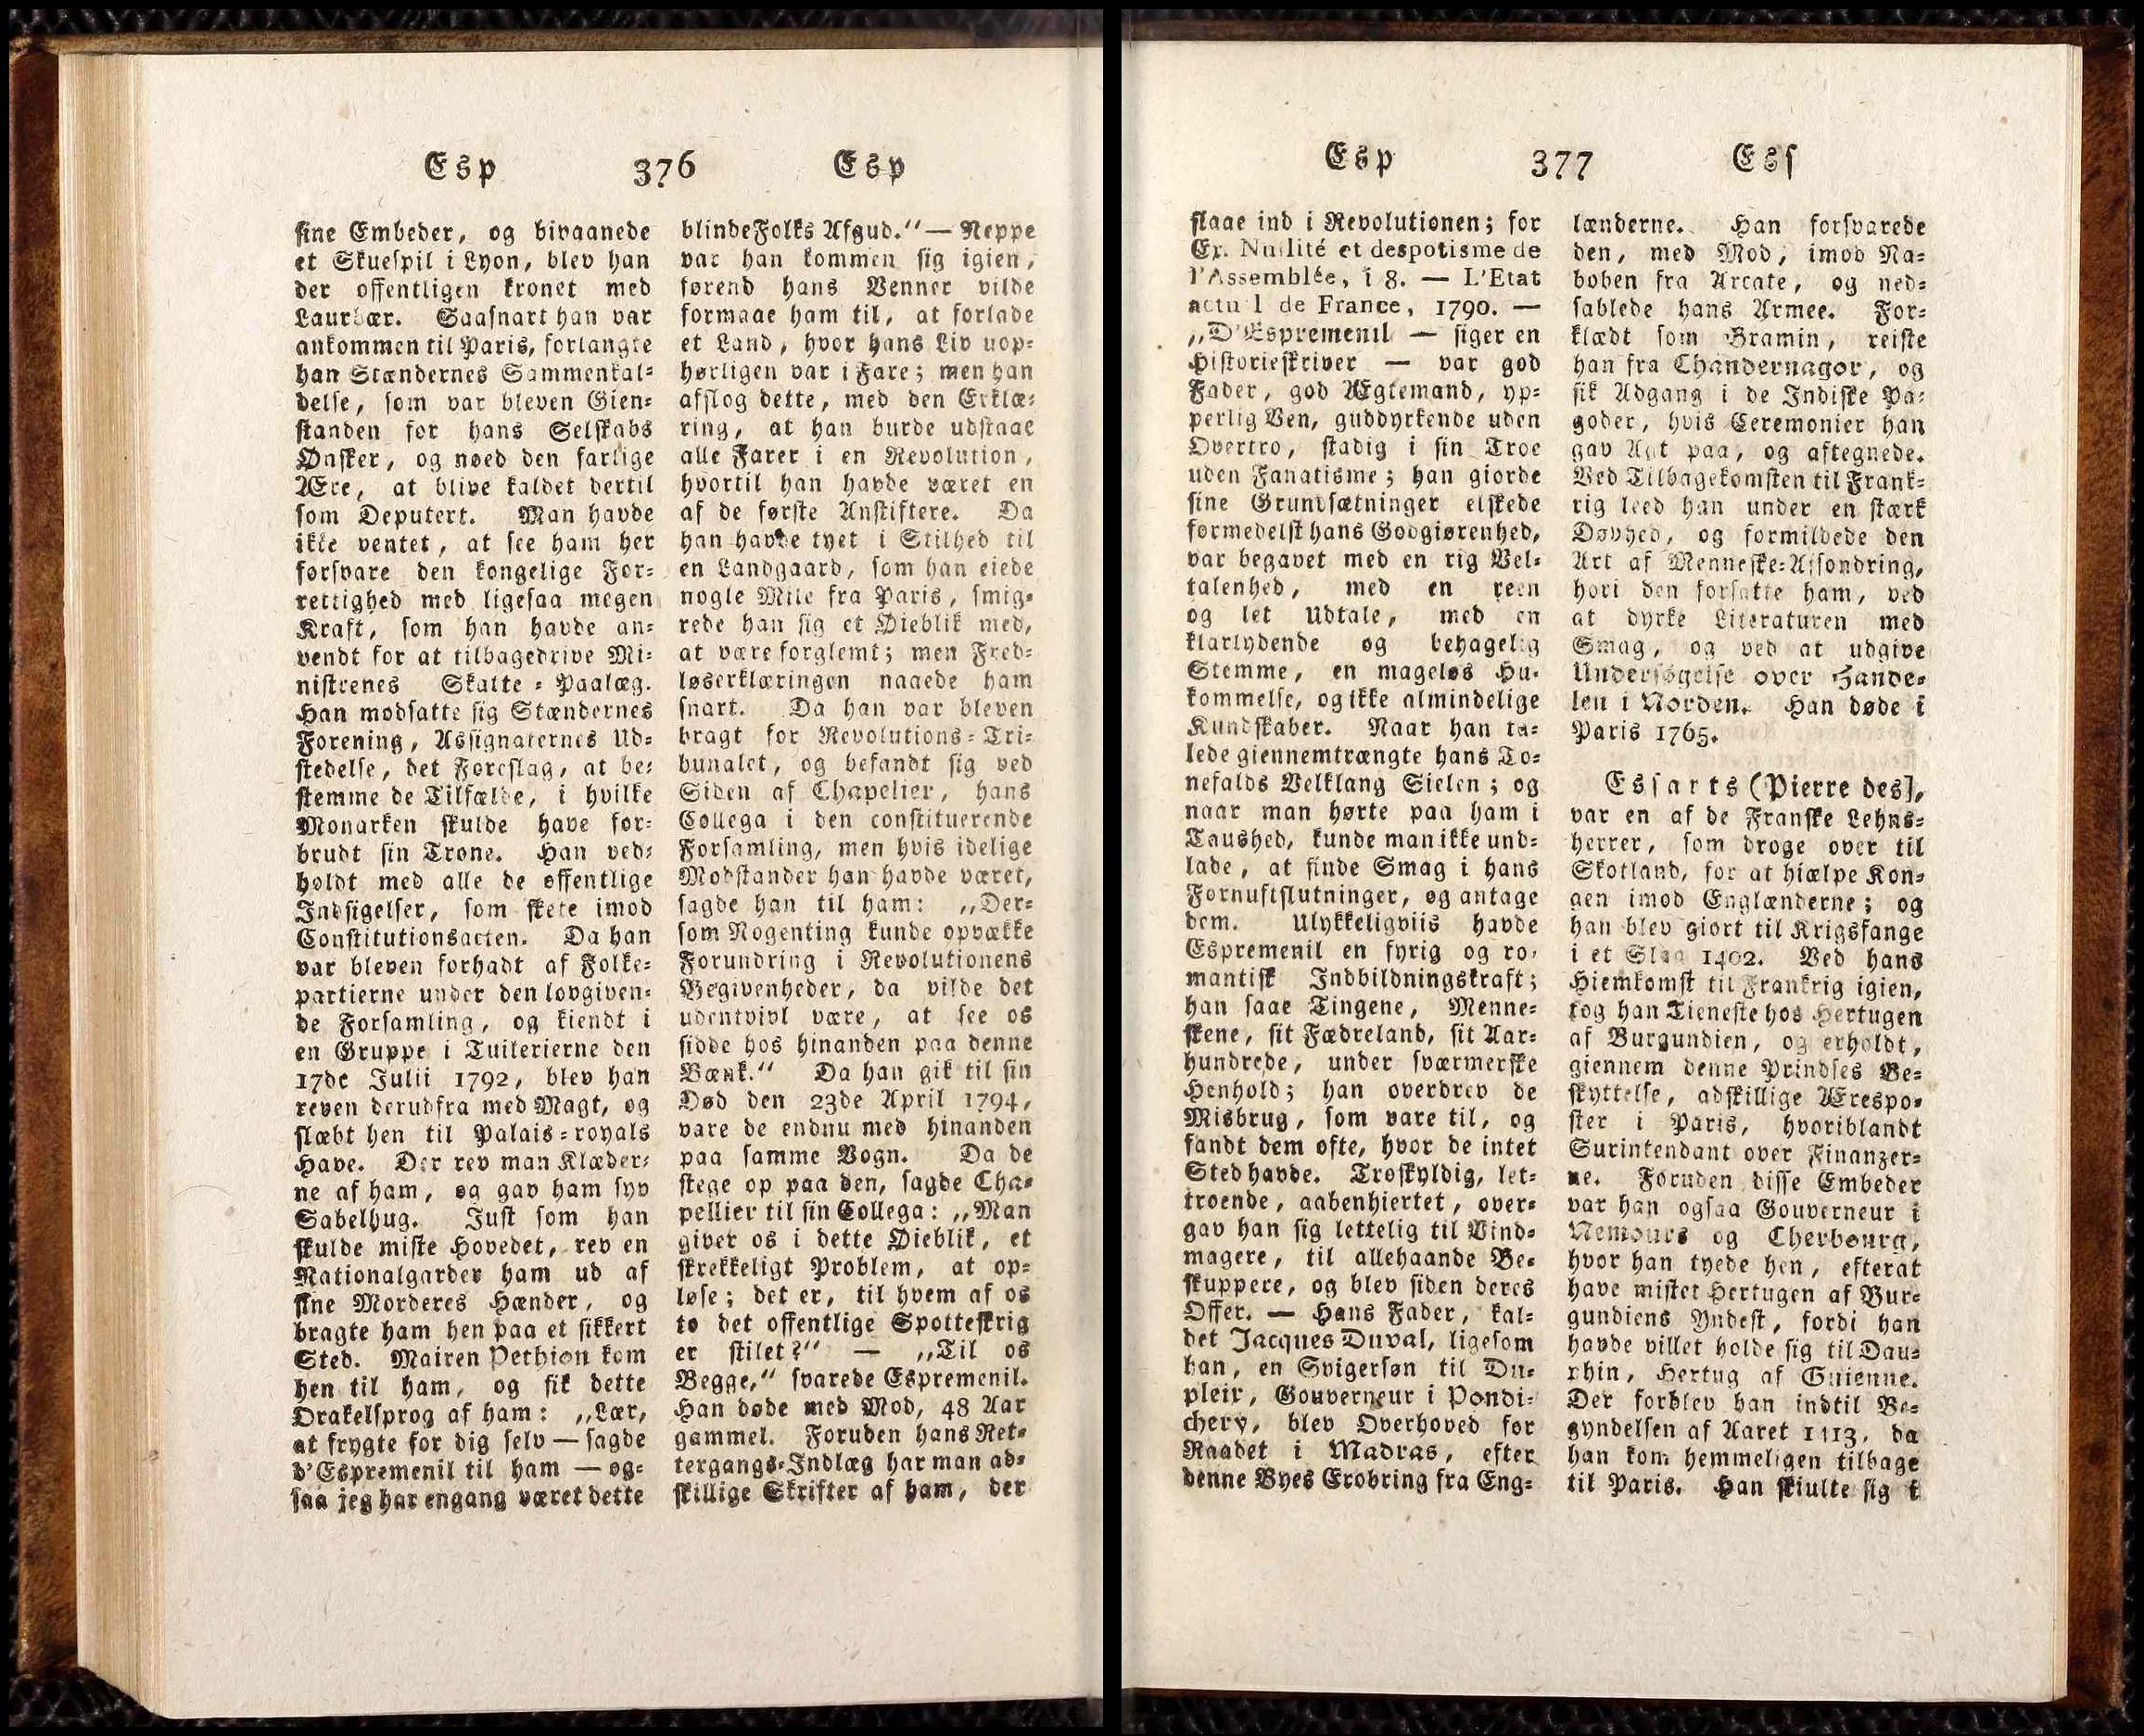 Esp 376 Esp
sine Embeder, og bivaanede
et Skuespil i Lyon, blev han
der offentligen kronet med
Laurbær. Saasnart han var
ankommen til Paris, forlangte
han Stændernes Sammenkal-
delse, som var bleven Gien-
standen for hans Selskabs
Ønsker, og nøed den farlige
Ære, at blive kaldet dertil
som Deputert. Man havde
ikke ventet, at see ham her
forsvare den kongelige For-
rettighed med ligesaa megen
Kraft, som han havde an-
vendt for at tilbagedrive Mi-
nistrenes Skatte-Paalæg.
Han modsatte sig Stændernes
Forening, Assignaternes Ud-
stedelse, det Foreslag, at be-
stemme de Tilfælde, i hvilke
Monarken skulde have for-
brudt sin Trone. Han ved-
holdt med alle de offentlige
Indsigelser, som skete imod
Constitutionsacten. Da han
var bleven forhadt af Folke-
partierne under den lovgiven-
de Forsamling, og kiendt i
en Gruppe i Tuilerierne den
17de Julii 1792, blev han
reven derudfra med Magt, og
slæbt hen til Palais-royals
Have. Der rev man Klæder-
ne af ham, og gav ham syv
Sabelhug. Just som han
skulde miste Hovedet, rev en
Nationalgarder ham ud af
sine Morderes Hænder, og
bragte ham hen paa et sikkert
Sted. Mairen Pethion kom
hen til ham, og fik dette
Orakelsprog af ham: „Lær,
at frygte for dig selv — sagde
d'Espremenil til ham — og-
saa jeg har engang været dette
blinde Folks Afgud.“ — Neppe
var han kommen sig igien,
førend hans Venner vilde
formaae ham til, at forlade
et Land, hvor hans Liv uop-
hørligen var i Fare; men han
afslog dette, med den Erklæ-
ring, at han burde udstaae
alle Farer i en Revolution,
hvortil han havde været en
af de første Anstiftere. Da
han havde tyet i Stilhed til
en Landgaard, som han eiede
nogle Mile fra Paris, smig-
rede han sig et Øieblik med,
at være forglemt; men Fred-
løserklæringen naaede ham
snart. Da han var bleven
bragt for Revolutions-Tri-
bunalet, og befandt sig ved
Siden af Chapelier, hans
Collega i den constituerende
Forsamling, men hvis idelige
Modstander han havde været,
sagde han til ham: „Der-
som Nogenting kunde opvække
Forundring i Revolutionens
Begivenheder, da vilde det
udentvivl være, at see os
sidde hos hinanden paa denne
Bænk.“ Da han gik til sin
Død den 23de April 1794,
vare de endnu med hinanden
paa samme Vogn. Da de
stege op paa den, sagde Cha-
pellier til sin Collega: „Man
giver os i dette Øieblik, et
skrekkeligt Problem, at op-
løse; det er, til hvem af os
to det offentlige Spotteskrig
er stilet?“ — „Til os
Begge,“ svarede Espremenil.
Han døde med Mod, 48 Aar
gammel. Foruden hans Ret-
tergangs-Indlæg har man ad-
skillige Skrifter af ham, der
Esp 377 Ess
slaae ind i Revolutionen; for
Ex. Nullité et despotisme de
l'Assemblée, i 8. — L'Etat
actuel de France, 1790. —
„D'Espremenil — siger en
Historieskriver — var god
Fader, god Ægtemand, yp-
perlig Ven, guddyrkende uden
Overtro, stadig i sin Troe
uden Fanatisme; han giorde
sine Grundsætninger elskede
formedelst hans Godgiørenhed,
var begavet med en rig Vel-
talenhed, med en reen
og let Udtale, med en
klarlydende og behagelig
Stemme, en mageløs Hu-
kommelse, og ikke almindelige
Kundskaber. Naar han ta-
lede giennemtrængte hans To-
nefalds Velklang Sielen; og
naar man hørte paa ham i
Taushed, kunde man ikke und-
lade, at finde Smag i hans
Fornuftslutninger, og antage
dem. Ulykkeligviis havde
Espremenil en fyrig og ro-
mantisk Indbildningskraft;
han saae Tingene, Menne-
skene, sit Fædreland, sit Aar-
hundrede, under sværmerske
Henhold; han overdrev de
Misbrug, som vare til, og
fandt dem ofte, hvor de intet
Sted havde. Troskyldig, let-
troende, aabenhiertet, over-
gav han sig lettelig til Vind-
magere, til allehaande Be-
skuppere, og blev siden deres
Offer. — Hans Fader, kal-
det Jacques Duval, ligesom
han, en Svigersøn til Du-
pleix, Gouverneur i Pondi-
chery, blev Overhoved for
Raadet i Madras, efter
denne Byes Erobring fra Eng-
lænderne. Han forsvarede
den, med Mod, imod Na-
boben fra Arcate, og ned-
sablede hans Armee. For-
klædt som Bramin, reiste
han fra Chandernagor, og
fik Adgang i de Indiske Pa-
goder, hvis Ceremonier han
gav Agt paa, og aftegnede.
Ved Tilbagekomsten til Frank-
rig leed han under en stærk
Døvhed, og formildede den
Art af Menneske-Afsondring,
hori den forsatte ham, ved
at dyrke Literaturen med
Smag, og ved at udgive
Undersøgelse over Hande-
len i Norden. Han døde i
Paris 1765.
Essarts (Pierre des],
var en af de Franske Lehns-
herrer, som droge over til
Skotland, for at hiælpe Kon-
gen imod Englænderne; og
han blev giort til Krigsfange
i et Slag 1402. Ved hans
Hiemkomst til Frankrig igien,
tog han Tieneste hos Hertugen
af Burgundien, og erholdt,
giennem denne Prindses Be-
skyttelse, adskillige Ærespo-
ster i Paris, hvoriblandt
Surintendant over Finanzer-
ne. Foruden disse Embeder
var han ogsaa Gouverneur i
Nemours og Cherbourg,
hvor han tyede hen, efterat
have mistet Hertugen af Bur-
gundiens Yndest, fordi han
havde villet holde sig til Dau-
phin, Hertug af Guienne.
Der forblev han indtil Be-
gyndelsen af Aaret 1413, da
han kom hemmeligen tilbage
til Paris. Han skiulte sig i